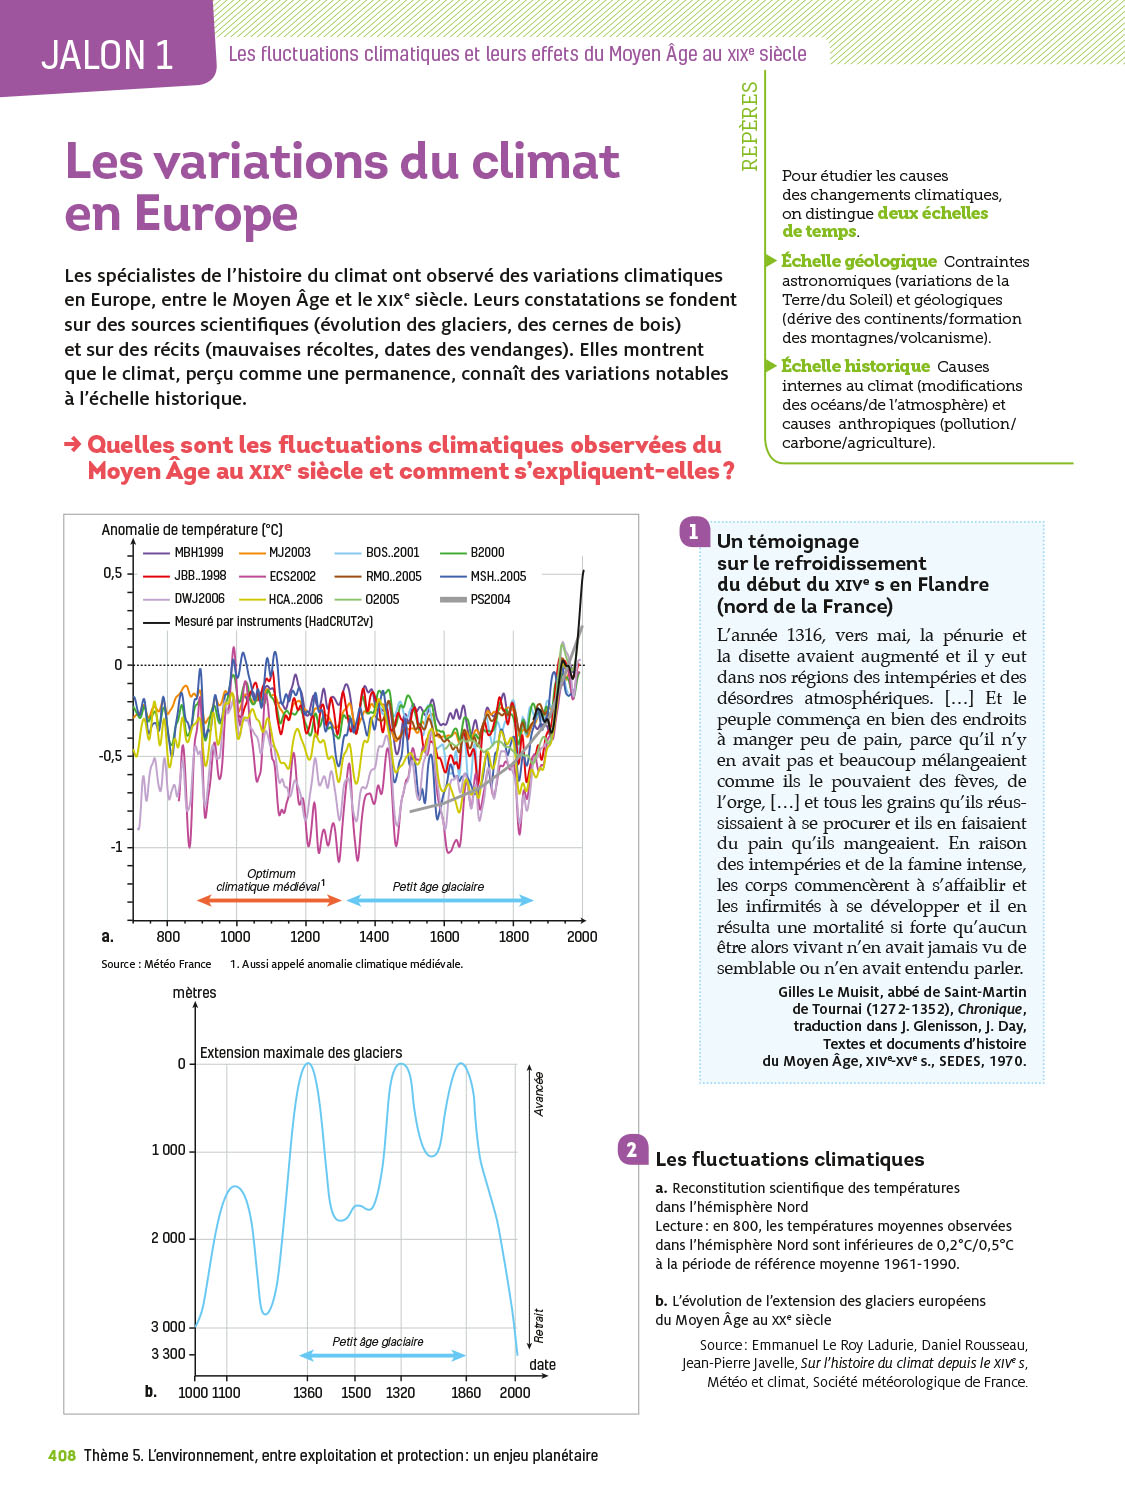 JALON 1
Les fluctuations climatiques et leurs effets du Moyen Âge au XIXe siècle
Les variations du climat
en Europe
Les spécialistes de l'histoire du climat ont observé des variations climatiques
en Europe, entre le Moyen Âge et le XIXe siècle. Leurs constatations se fondent
sur des sources scientifiques (évolution des glaciers, des cernes de bois)
et sur des récits (mauvaises récoltes, dates des vendanges). Elles montrent
que le climat, perçu comme une permanence, connaît des variations notables
à l'échelle historique.
→ Quelles sont les fluctuations climatiques observées du
Moyen Âge au XIXe siècle et comment s'expliquent-elles ?
REPÈRES
Pour étudier les causes
des changements climatiques,
on distingue deux échelles
de temps.
Échelle géologique Contraintes
astronomiques (variations de la
Terre/du Soleil) et géologiques
(dérive des continents/formation
des montagnes/volcanisme).
Échelle historique Causes
internes au climat (modifications
des océans/de l'atmosphère) et
causes anthropiques (pollution/
carbone/agriculture).
Anomalie de température (°C)
MBH1999 MJ2003 BOS..2001 B2000
JBB..1998 ECS2002 RMO..2005 MSH..2005
DWJ2006 HCA..2006 O2005 PS2004
Mesuré par instruments (HadCRUT2v)
0,5
0
-0,5
-1
Optimum
climatique médiéval1
Petit âge glaciaire
a. 800 1000 1200 1400 1600 1800 2000
Source : Météo France 1. Aussi appelé anomalie climatique médiévale.
mètres
Extension maximale des glaciers
0
1 000
2 000
3 000
3 300
Avancée
Retrait
Petit âge glaciaire
date
b. 1000 1100 1360 1500 1320 1860 2000
1
Un témoignage
sur le refroidissement
du début du XIVe s en Flandre
(nord de la France)
L'année 1316, vers mai, la pénurie et
la disette avaient augmenté et il y eut
dans nos régions des intempéries et des
désordres atmosphériques. […] Et le
peuple commença en bien des endroits
à manger peu de pain, parce qu'il n'y
en avait pas et beaucoup mélangeaient
comme ils le pouvaient des fèves, de
l'orge, […] et tous les grains qu'ils réus-
sissaient à se procurer et ils en faisaient
du pain qu'ils mangeaient. En raison
des intempéries et de la famine intense,
les corps commencèrent à s'affaiblir et
les infirmités à se développer et il en
résulta une mortalité si forte qu'aucun
être alors vivant n'en avait jamais vu de
semblable ou n'en avait entendu parler.
Gilles Le Muisit, abbé de Saint-Martin
de Tournai (1272-1352), Chronique,
traduction dans J. Glenisson, J. Day,
Textes et documents d'histoire
du Moyen Âge, XIVe-XVe s., SEDES, 1970.
2
Les fluctuations climatiques
a. Reconstitution scientifique des températures
dans l'hémisphère Nord
Lecture : en 800, les températures moyennes observées
dans l'hémisphère Nord sont inférieures de 0,2°C/0,5°C
à la période de référence moyenne 1961-1990.
b. L'évolution de l'extension des glaciers européens
du Moyen Âge au XXe siècle
Source : Emmanuel Le Roy Ladurie, Daniel Rousseau,
Jean-Pierre Javelle, Sur l'histoire du climat depuis le XIVe s,
Météo et climat, Société météorologique de France.
408 Thème 5. L'environnement, entre exploitation et protection : un enjeu planétaire